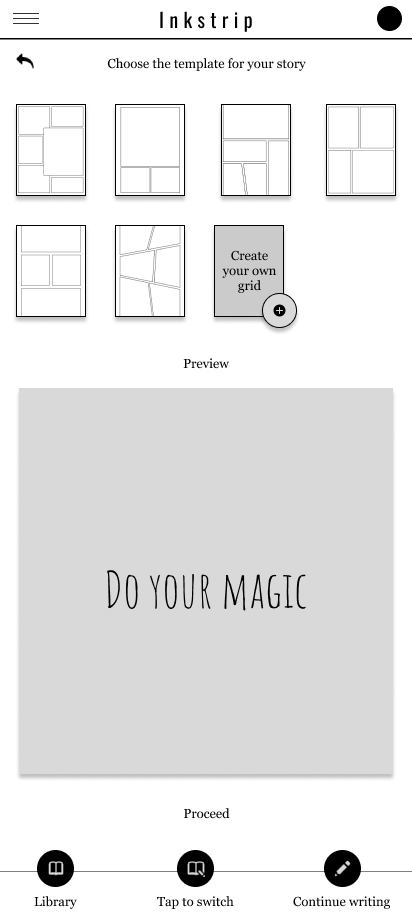 Inkstrip
Choose the template for your story
Create
your own
grid
Preview
Do your magic
Proceed
Library
Tap to switch
Continue writing